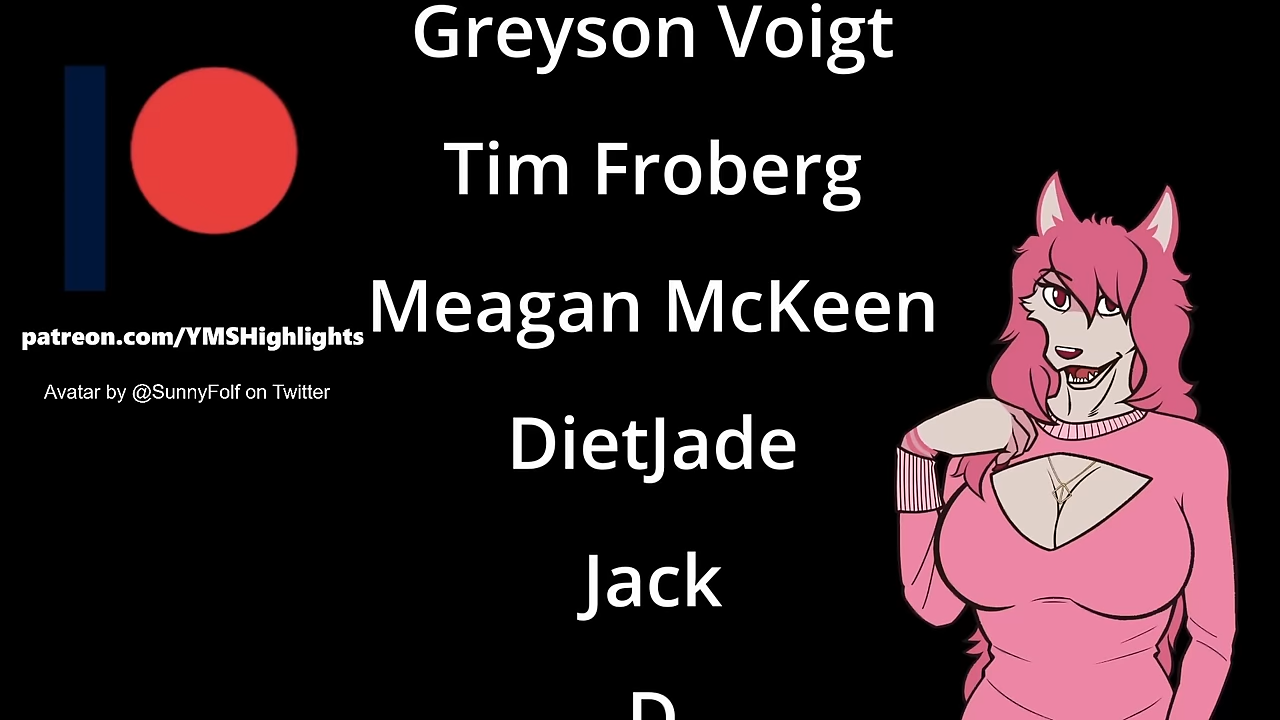 Greyson Voigt
Tim Froberg
Meagan McKeen
DietJade
Jack
D
patreon.com/YMSHighlights
Avatar by @SunnyFolf on Twitter